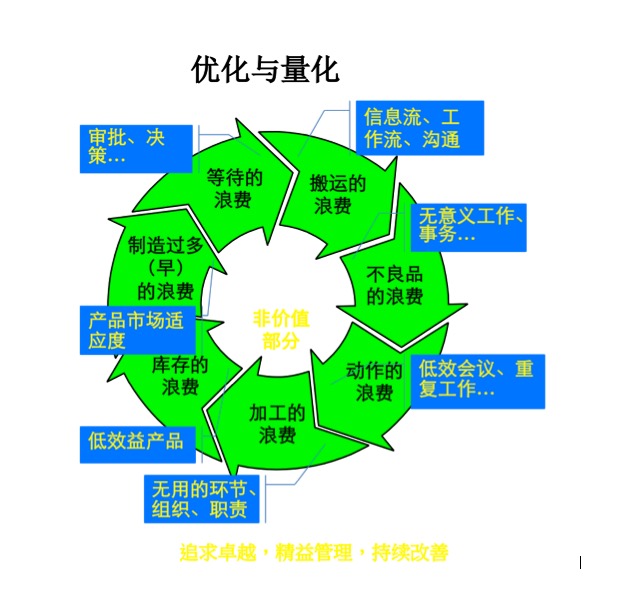 优化与量化
审批、决
策...
信息流、工
作流、沟通
等待的
浪费
搬运的
浪费
无意义工作、
事务...
制造过多
（早）
的浪费
不良品
的浪费
产品市场适
应度
非价值
部分
库存的
浪费
动作的
浪费
低效会议、重
复工作...
加工的
浪费
低效益产品
无用的环节、
组织、职责
追求卓越，精益管理，持续改善